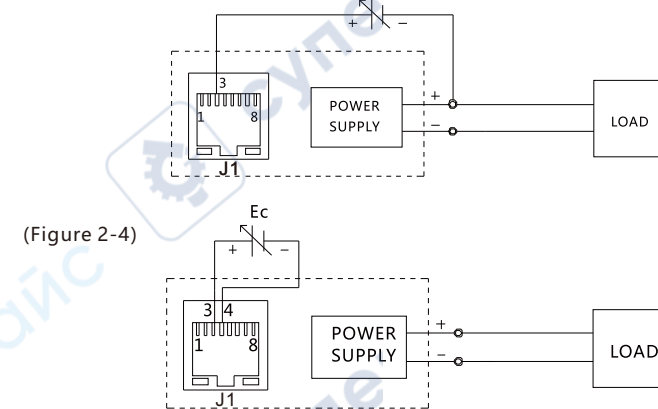 + −
3
1 8
J1
POWER
SUPPLY
+
−
LOAD
Ec
(Figure 2-4)
+ −
3 4
1 8
J1
POWER
SUPPLY
+
−
LOAD